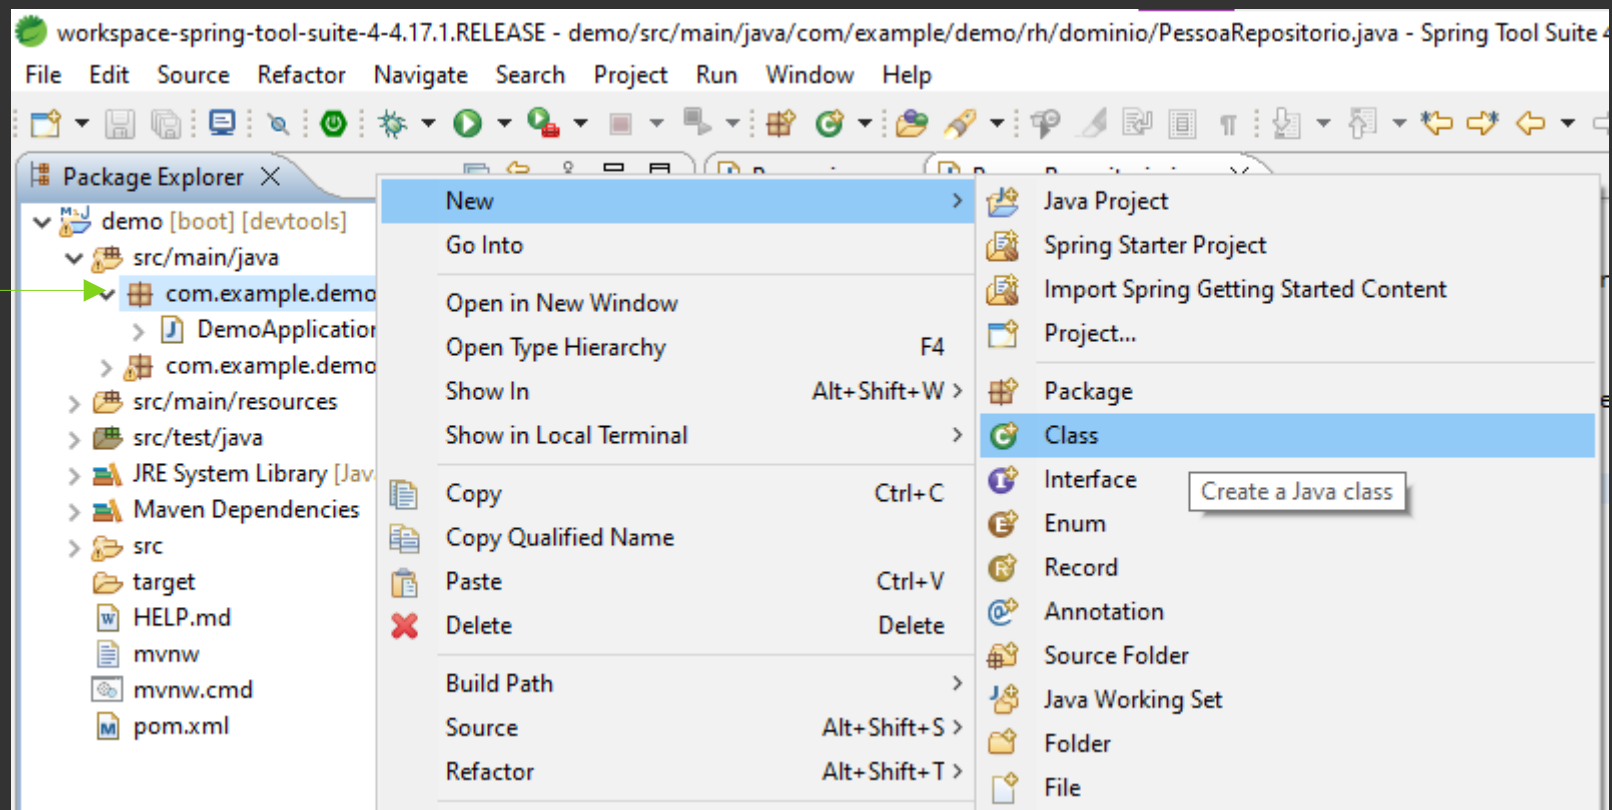 workspace-spring-tool-suite-4-4.17.1.RELEASE - demo/src/main/java/com/example/demo/rh/dominio/PessoaRepositorio.java - Spring Tool Suite 4
File Edit Source Refactor Navigate Search Project Run Window Help
Package Explorer
demo [boot] [devtools]
src/main/java
com.example.demo
DemoApplication
com.example.demo
src/main/resources
src/test/java
JRE System Library [Jav
Maven Dependencies
src
target
HELP.md
mvnw
mvnw.cmd
pom.xml
New
Go Into
Open in New Window
Open Type Hierarchy F4
Show In Alt+Shift+W
Show in Local Terminal
Copy Ctrl+C
Copy Qualified Name
Paste Ctrl+V
Delete Delete
Build Path
Source Alt+Shift+S
Refactor Alt+Shift+T
Java Project
Spring Starter Project
Import Spring Getting Started Content
Project...
Package
Class
Interface
Create a Java class
Enum
Record
Annotation
Source Folder
Java Working Set
Folder
File